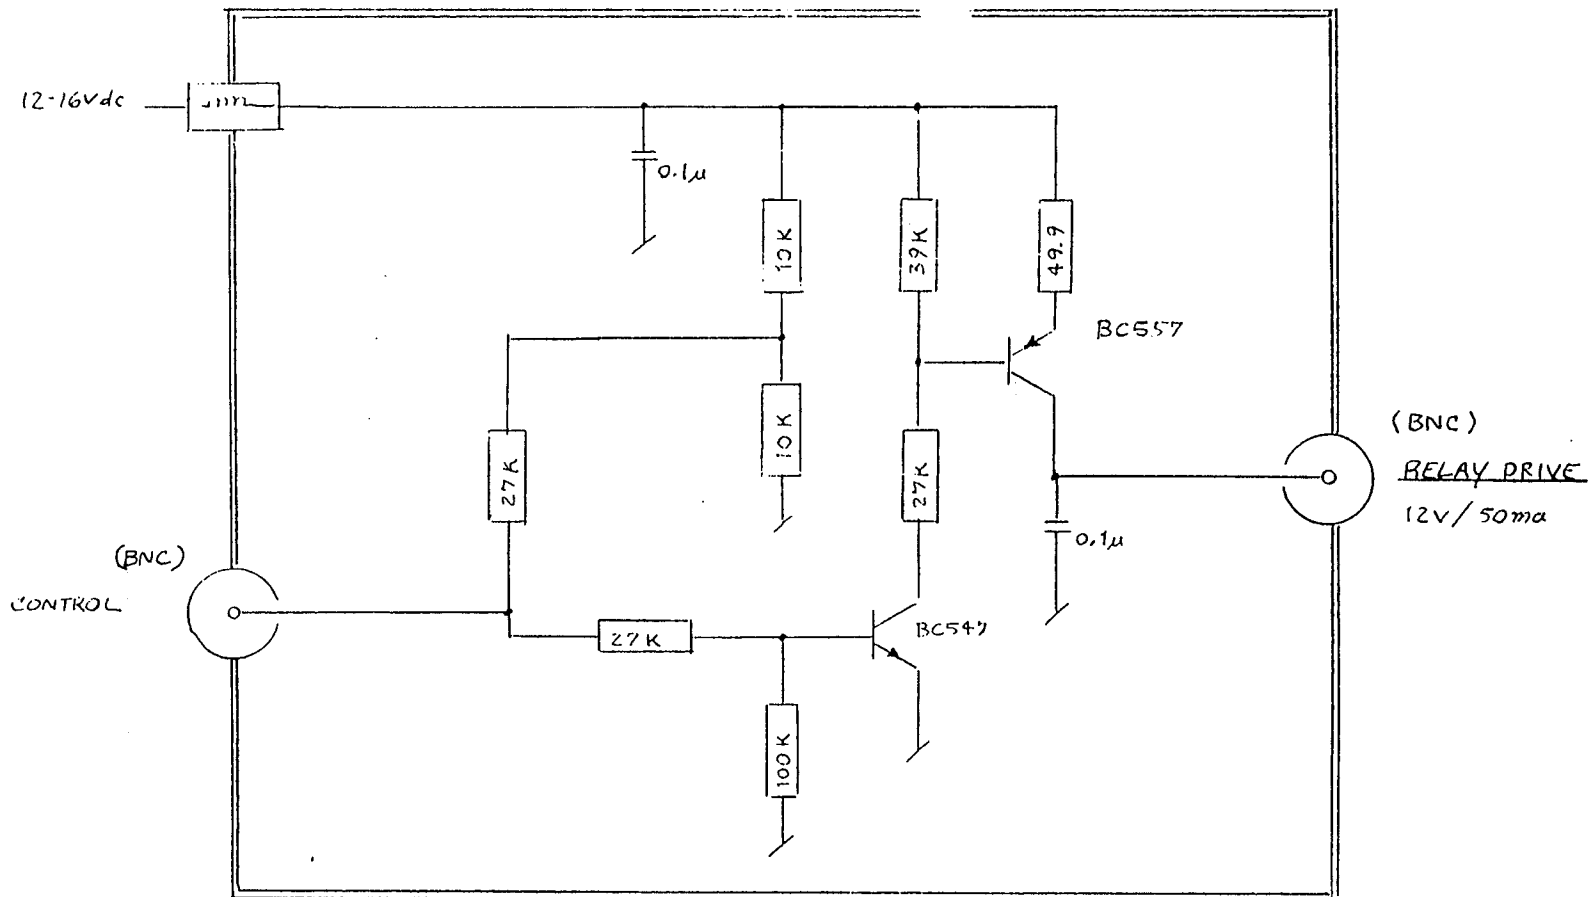 12-16Vdc
0.1µ
10K
39K
49.9
BC557
10K
27K
27K
(BNC)
RELAY DRIVE
12V/50ma
0.1µ
(BNC)
CONTROL
27K
BC547
100K